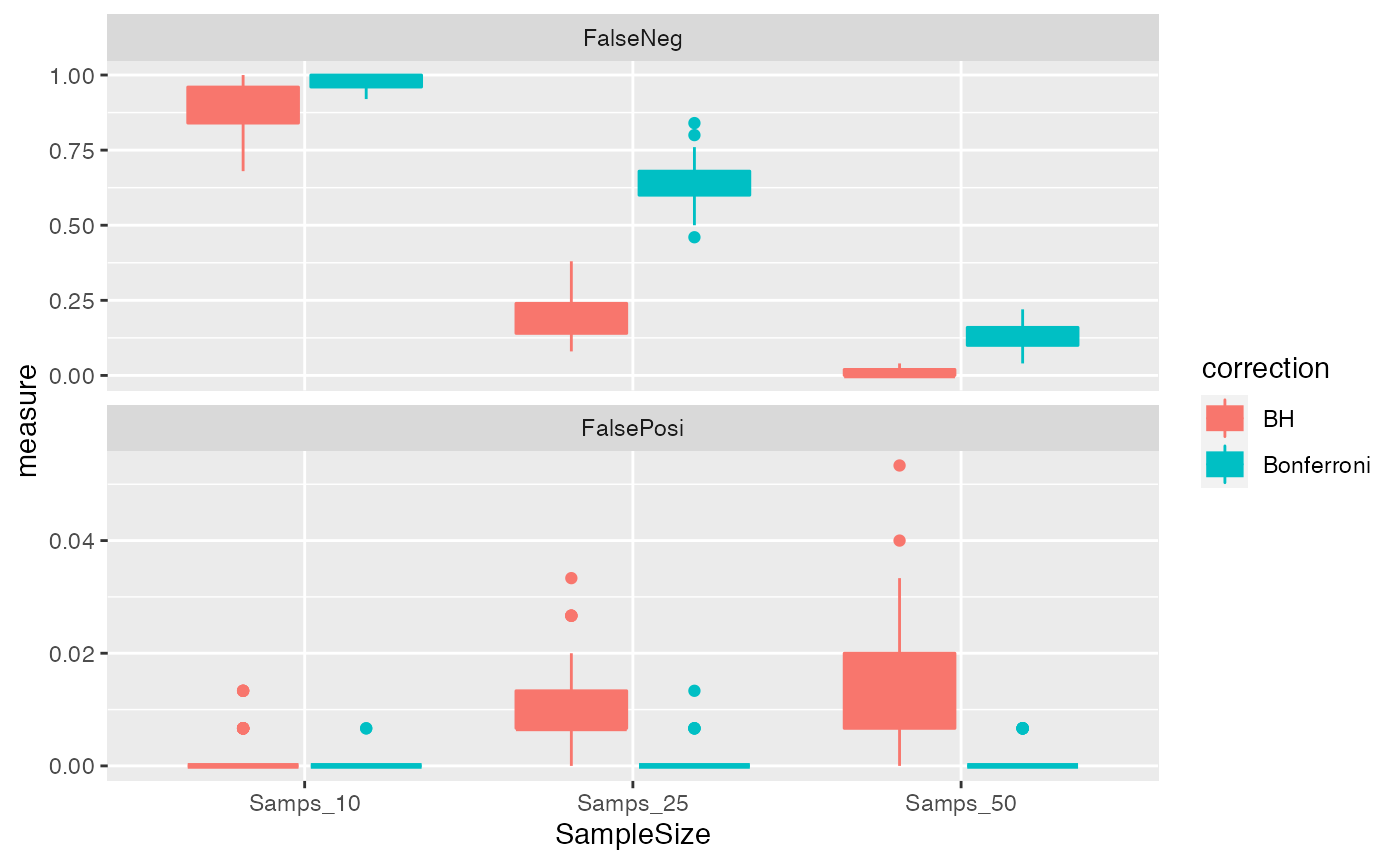 FalseNeg
1.00
0.75
0.50
0.25
0.00
measure
FalsePosi
0.04
0.02
0.00
Samps_10 Samps_25 Samps_50
SampleSize
correction
BH
Bonferroni